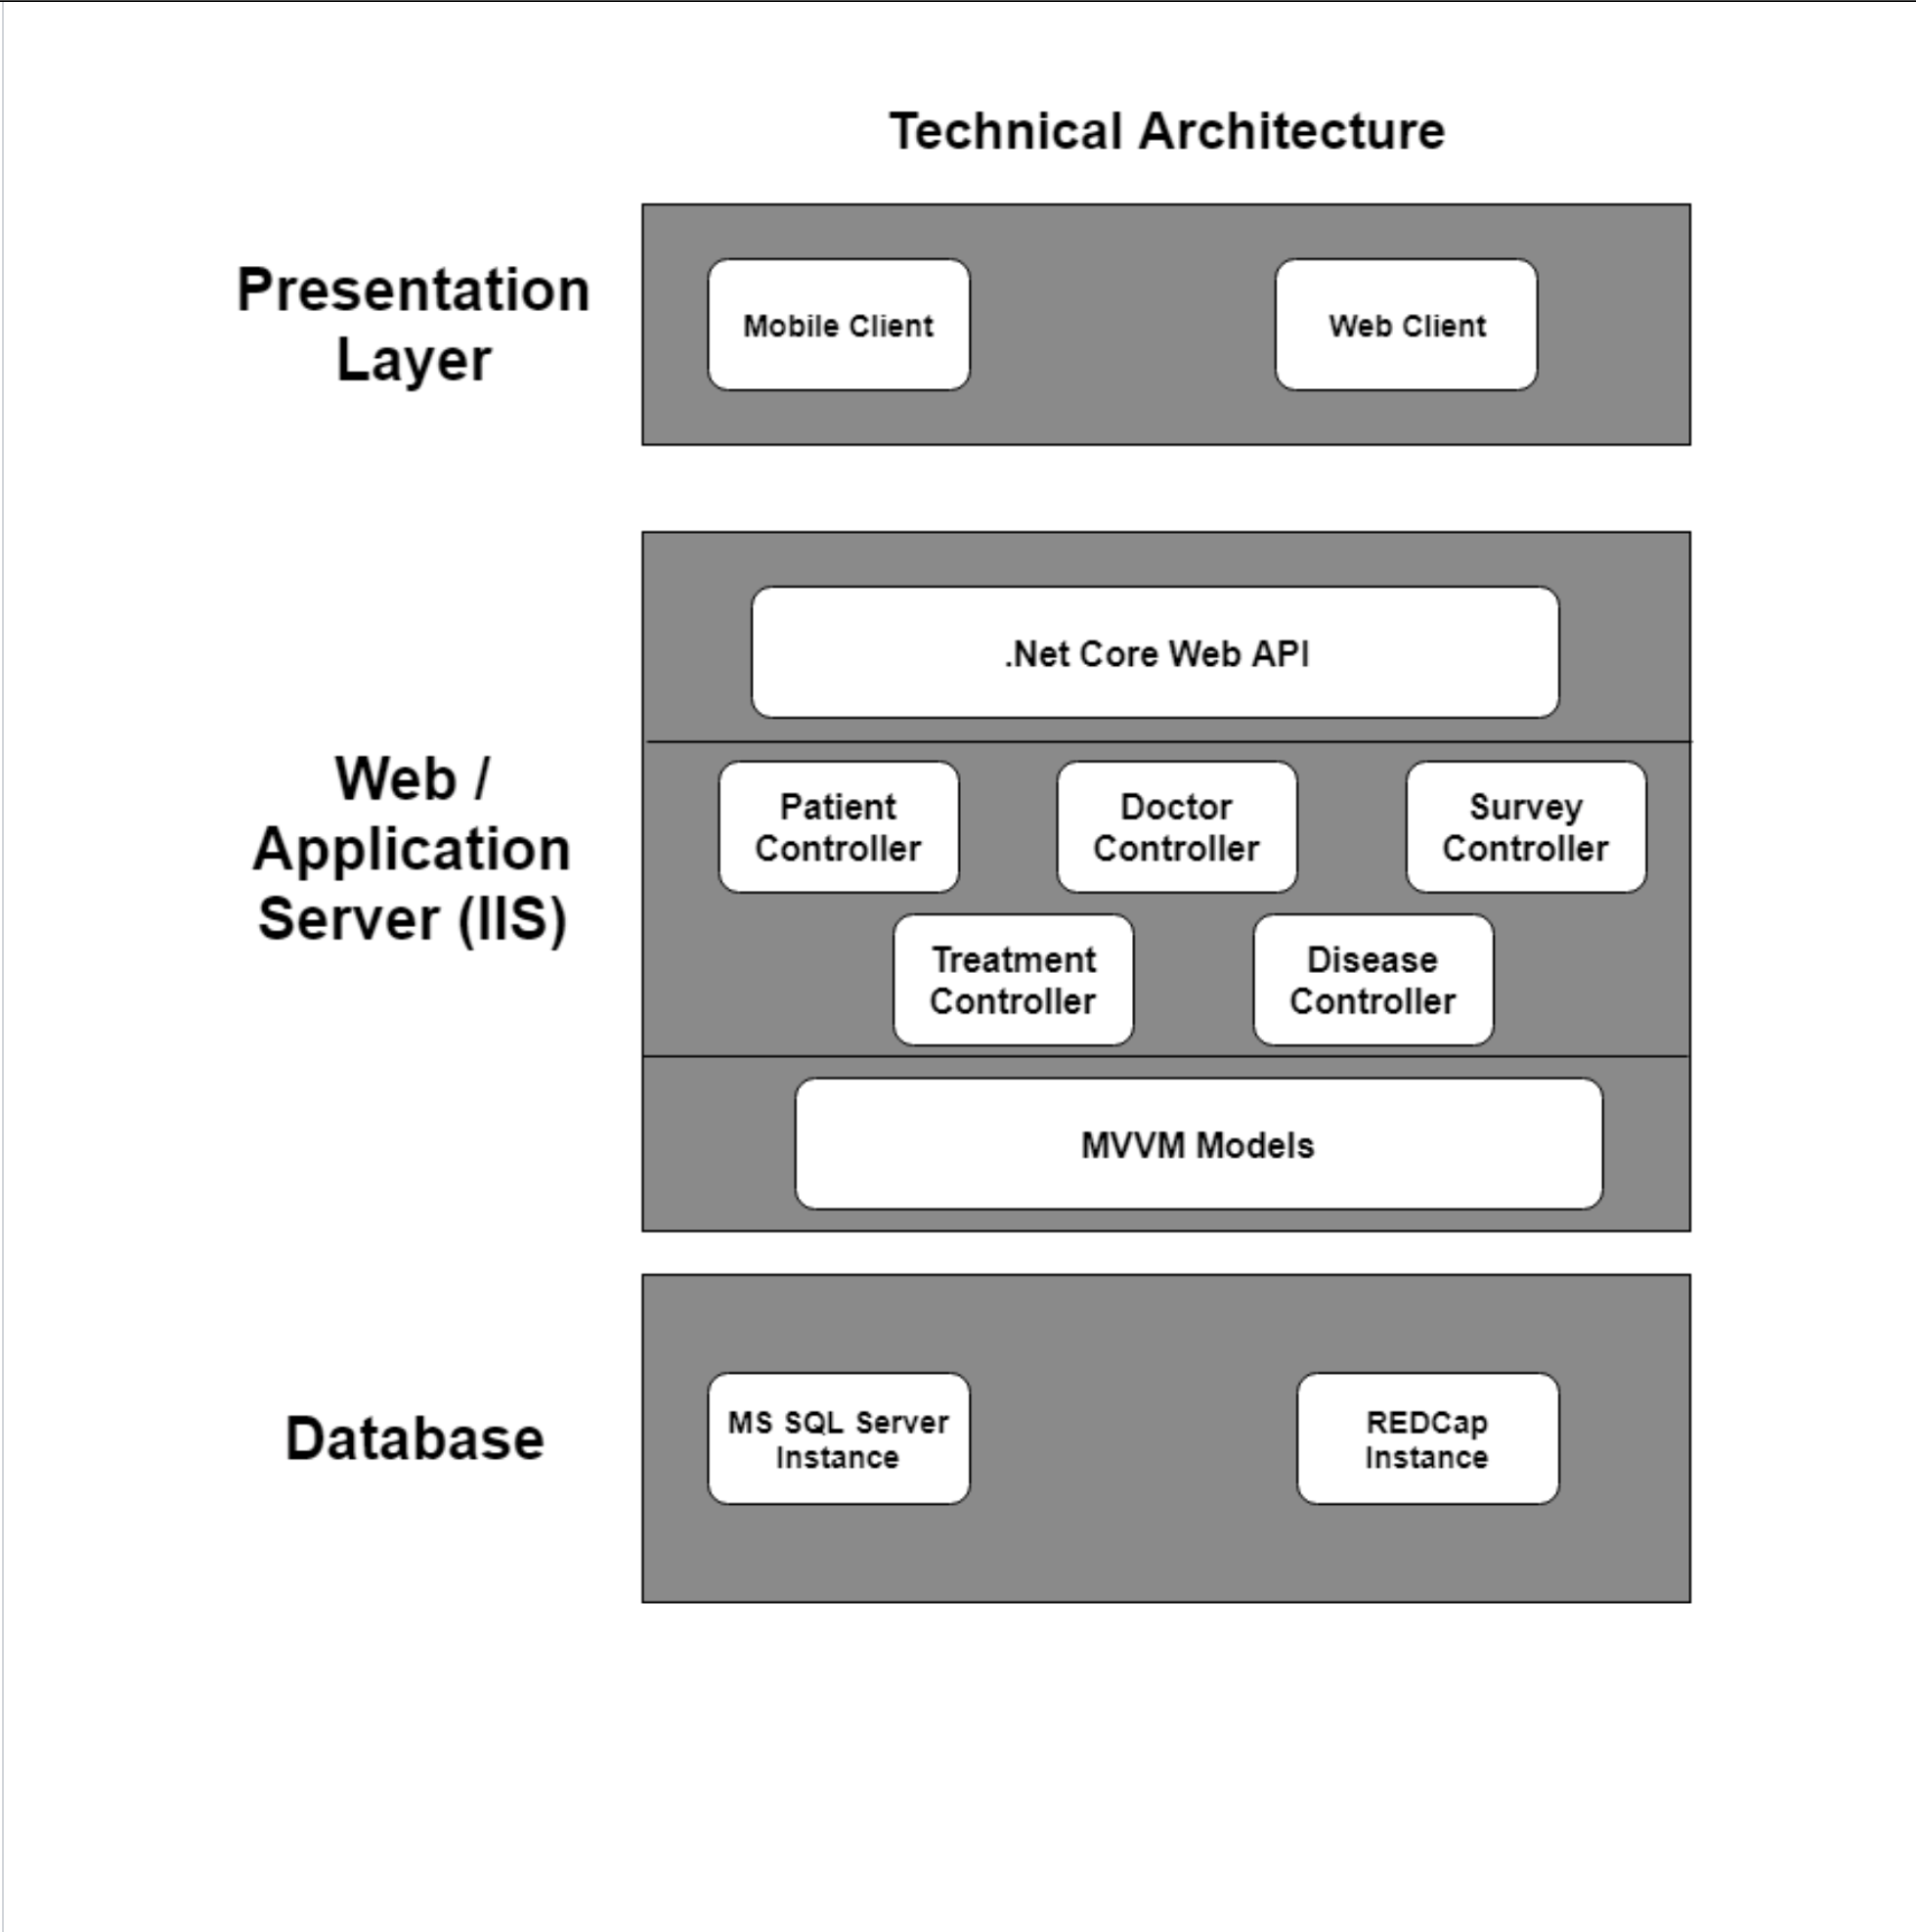 Technical Architecture
Presentation
Layer
Mobile Client
Web Client
Web /
Application
Server (IIS)
.Net Core Web API
Patient
Controller
Doctor
Controller
Survey
Controller
Treatment
Controller
Disease
Controller
MVVM Models
Database
MS SQL Server
Instance
REDCap
Instance